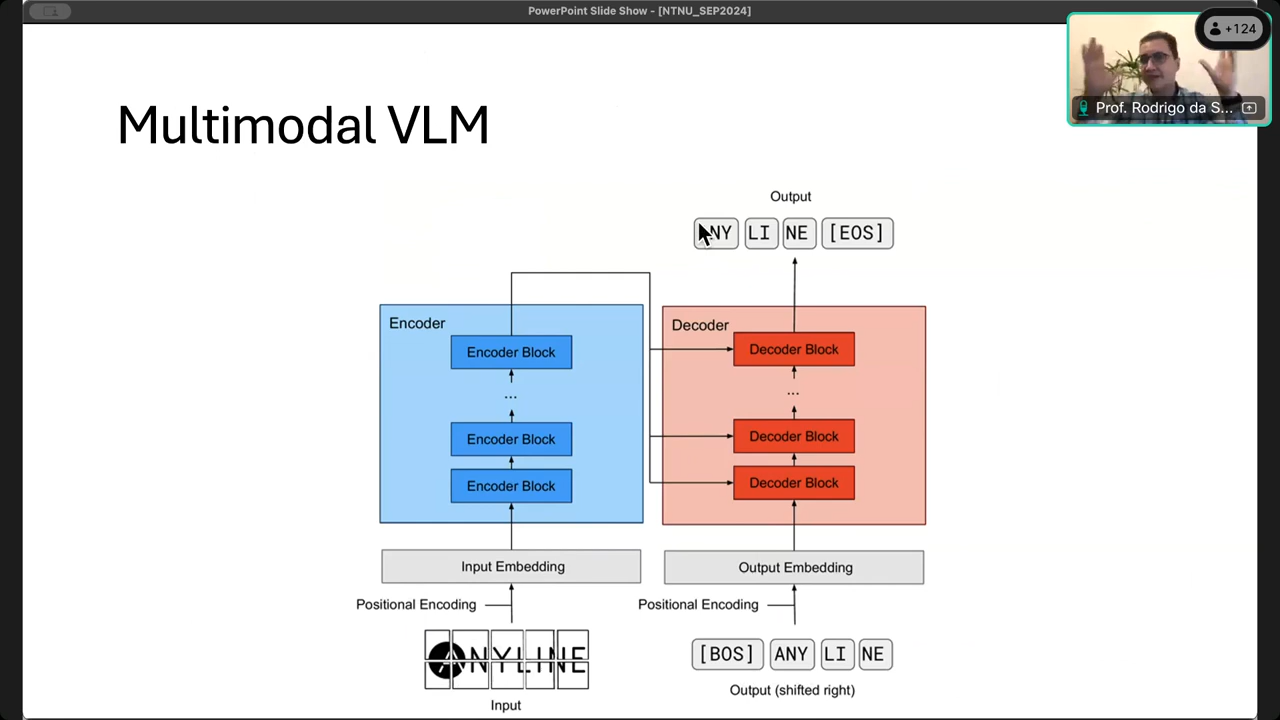 PowerPoint Slide Show - [NTNU_SEP2024]
+124
Prof. Rodrigo da S...
Multimodal VLM
Output
ANY LI NE [EOS]
Encoder
Encoder Block
...
Encoder Block
Encoder Block
Decoder
Decoder Block
...
Decoder Block
Decoder Block
Input Embedding
Output Embedding
Positional Encoding
Positional Encoding
ANYLINE
[BOS] ANY LI NE
Input
Output (shifted right)